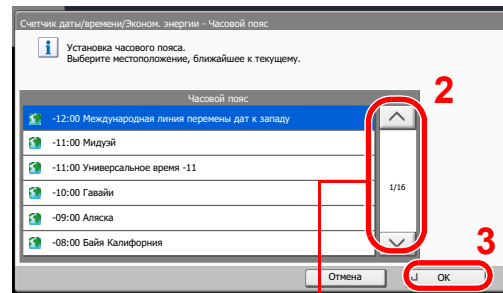 Счетчик даты/времени/Эконом. энергии - Часовой пояс
Установка часового пояса.
Выберите местоположение, ближайшее к текущему.
2
Часовой пояс
-12:00 Международная линия перемены дат к западу
-11:00 Мидуэй
-11:00 Универсальное время -11
1/16
-10:00 Гавайи
-09:00 Аляска
-08:00 Байя Калифорния
3
Отмена
OK